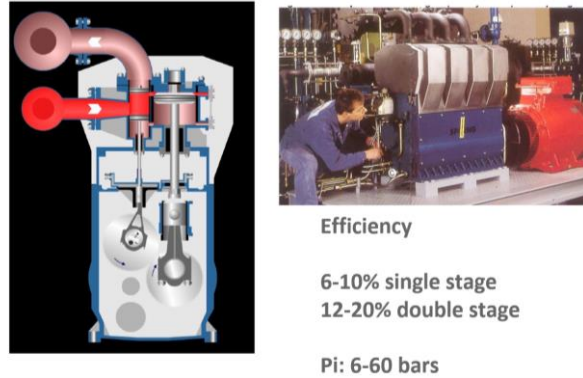 Efficiency
6-10% single stage
12-20% double stage
Pi: 6-60 bars